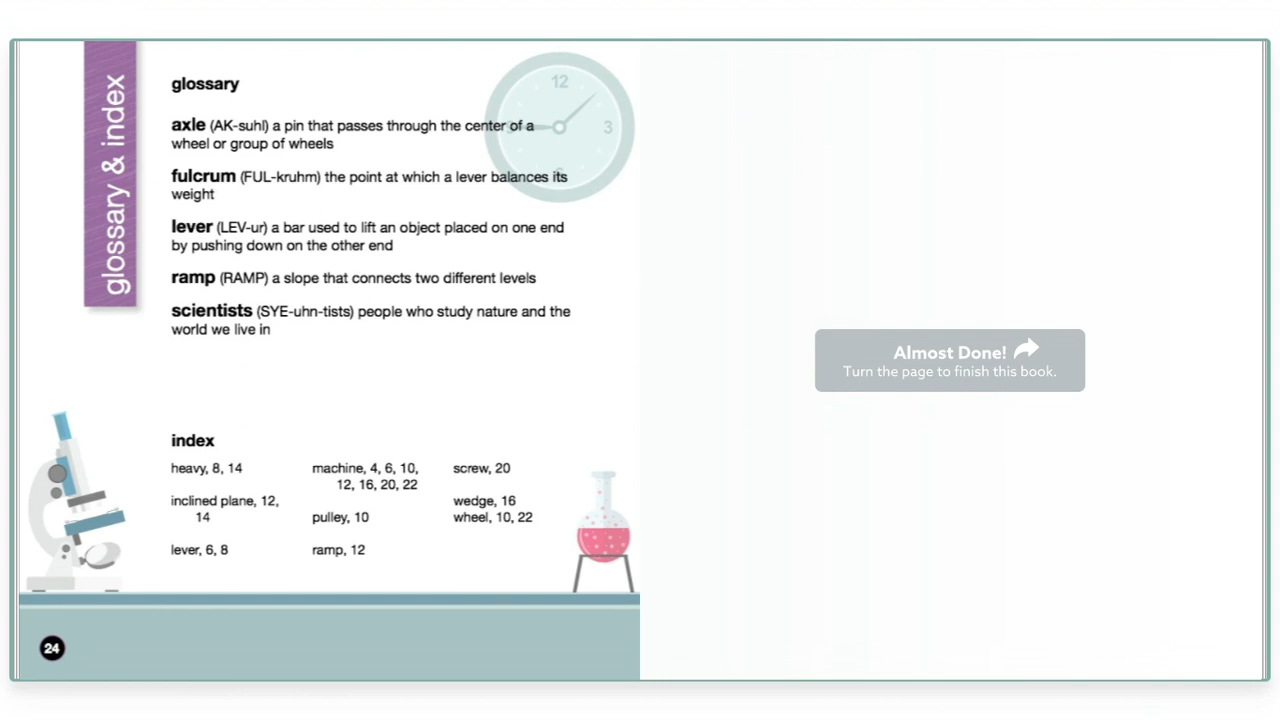 glossary & index
glossary
axle (AK-suhl) a pin that passes through the center of a
wheel or group of wheels
fulcrum (FUL-kruhm) the point at which a lever balances its
weight
lever (LEV-ur) a bar used to lift an object placed on one end
by pushing down on the other end
ramp (RAMP) a slope that connects two different levels
scientists (SYE-uhn-tists) people who study nature and the
world we live in
12
3
6
9
index
heavy, 8, 14
inclined plane, 12,
14
lever, 6, 8
machine, 4, 6, 10,
12, 16, 20, 22
pulley, 10
ramp, 12
screw, 20
wedge, 16
wheel, 10, 22
24
Almost Done!
Turn the page to finish this book.